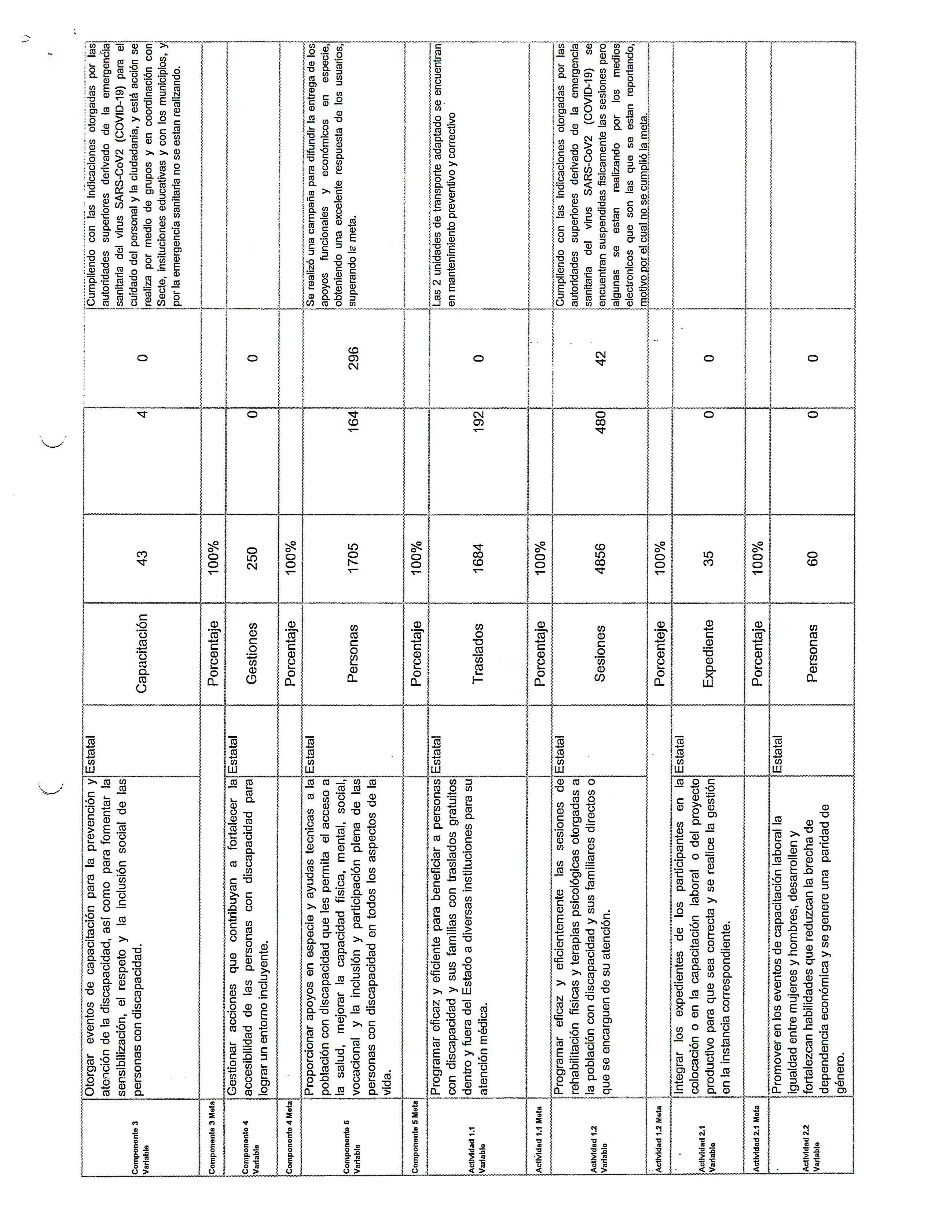 Componente 3
Variable
Otorgar eventos de capacitación para la prevención y
atención de la discapacidad, así como para fomentar la
sensibilización, el respeto y la inclusión social de las
personas con discapacidad.
Estatal
Capacitación
43
4
0
Cumpliendo con las Indicaciones otorgadas por las
autoridades superiores derivado de la emergencia
sanitaria del virus SARS-CoV2 (COVID-19) para el
cuidado del personal y la ciudadanía, y está acción se
realiza por medio de grupos y en coordinación con
Secte, insituciones educativas y con los municipios, y
por la emergencia sanitaria no se estan realizando.
Componente 3 Meta
Porcentaje
100%
Componente 4
Variable
Gestionar acciones que contribuyan a fortalecer la
accesibilidad de las personas con discapacidad para
lograr un entorno incluyente.
Estatal
Gestiones
250
0
0
Componente 4 Meta
Porcentaje
100%
Componente 5
Variable
Proporcionar apoyos en especie y ayudas tecnicas a la
población con discapacidad que les permita el acceso a
la salud, mejorar la capacidad física, mental, social,
vocacional y la inclusión y participación plena de las
personas con discapacidad en todos los aspectos de la
vida.
Estatal
Personas
1705
164
296
Se realizó una campaña para difundir la entrega de los
apoyos funcionales y económicos en especie,
obteniendo una excelente respuesta de los usuarios,
superando la meta.
Componente 5 Meta
Porcentaje
100%
Actividad 1.1
Variable
Programar eficaz y eficiente para beneficiar a personas
con discapacidad y sus familias con traslados gratuitos
dentro y fuera del Estado a diversas instituciones para su
atención médica.
Estatal
Traslados
1684
192
0
Las 2 unidades de transporte adaptado se encuentran
en mantenimiento preventivo y correctivo
Actividad 1.1 Meta
Porcentaje
100%
Actividad 1.2
Variable
Programar eficaz y eficientemente las sesiones de
rehabilitación físicas y terapias psicológicas otorgadas a
la población con discapacidad y sus familiares directos o
que se encarguen de su atención.
Estatal
Sesiones
4856
480
42
Cumpliendo con las Indicaciones otorgadas por las
autoridades superiores derivado de la emergencia
sanitaria del virus SARS-CoV2 (COVID-19) se
encuentran suspendidas fisicamente las sesiones pero
algunas se estan realizando por los medios
electronicos que son las que se estan reportando,
motivo por el cual no se cumplió la meta.
Actividad 1.2 Meta
Porcenteje
100%
Actividad 2.1
Variable
Integrar los expedientes de los participantes en la
colocación o en la capacitación laboral o del proyecto
productivo para que sea correcta y se realice la gestión
en la instancia correspondiente.
Estatal
Expediente
35
0
0
Actividad 2.1 Meta
Porcentaje
100%
Actividad 2.2
Variable
Promover en los eventos de capacitación laboral la
igualdad entre mujeres y hombres, desarrollen y
fortalezcan habilidades que reduzcan la brecha de
dependencia económica y se genere una paridad de
género.
Estatal
Personas
60
0
0